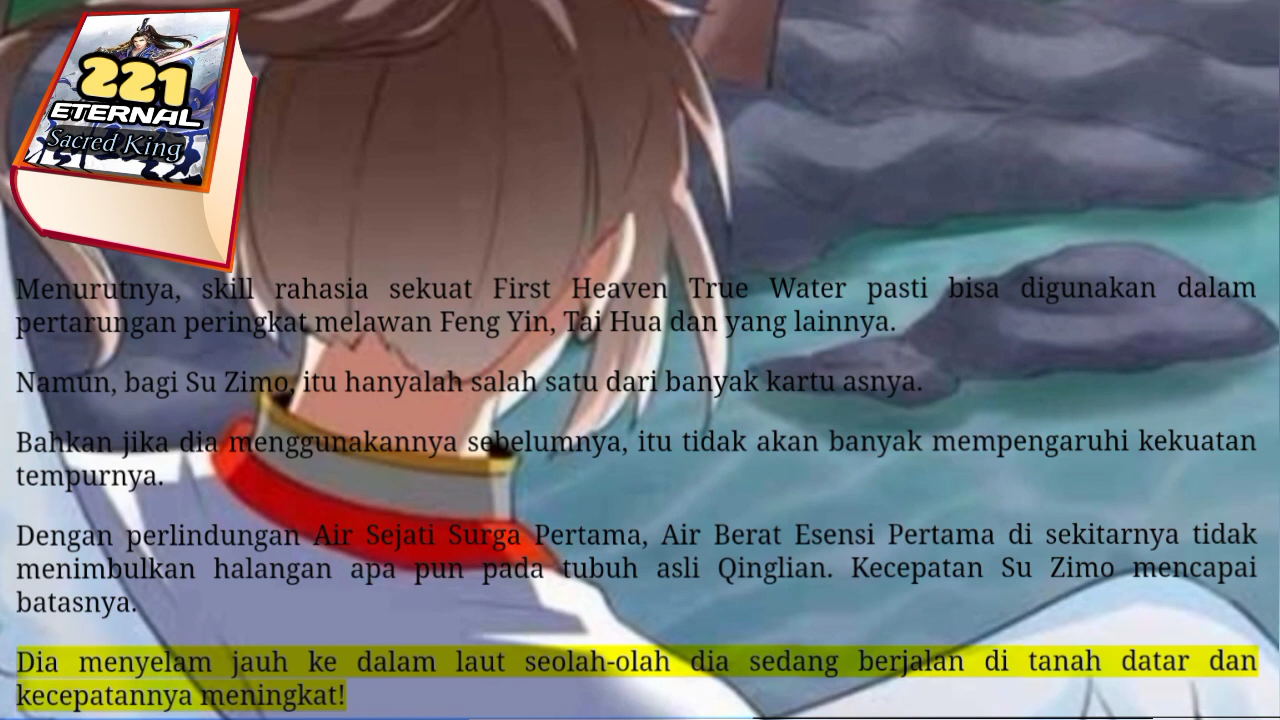 221
ETERNAL
Sacred King
Menurutnya, skill rahasia sekuat First Heaven True Water pasti bisa digunakan dalam
pertarungan peringkat melawan Feng Yin, Tai Hua dan yang lainnya.
Namun, bagi Su Zimo, itu hanyalah salah satu dari banyak kartu asnya.
Bahkan jika dia menggunakannya sebelumnya, itu tidak akan banyak mempengaruhi kekuatan
tempurnya.
Dengan perlindungan Air Sejati Surga Pertama, Air Berat Esensi Pertama di sekitarnya tidak
menimbulkan halangan apa pun pada tubuh asli Qinglian. Kecepatan Su Zimo mencapai
batasnya.
Dia menyelam jauh ke dalam laut seolah-olah dia sedang berjalan di tanah datar dan
kecepatannya meningkat!